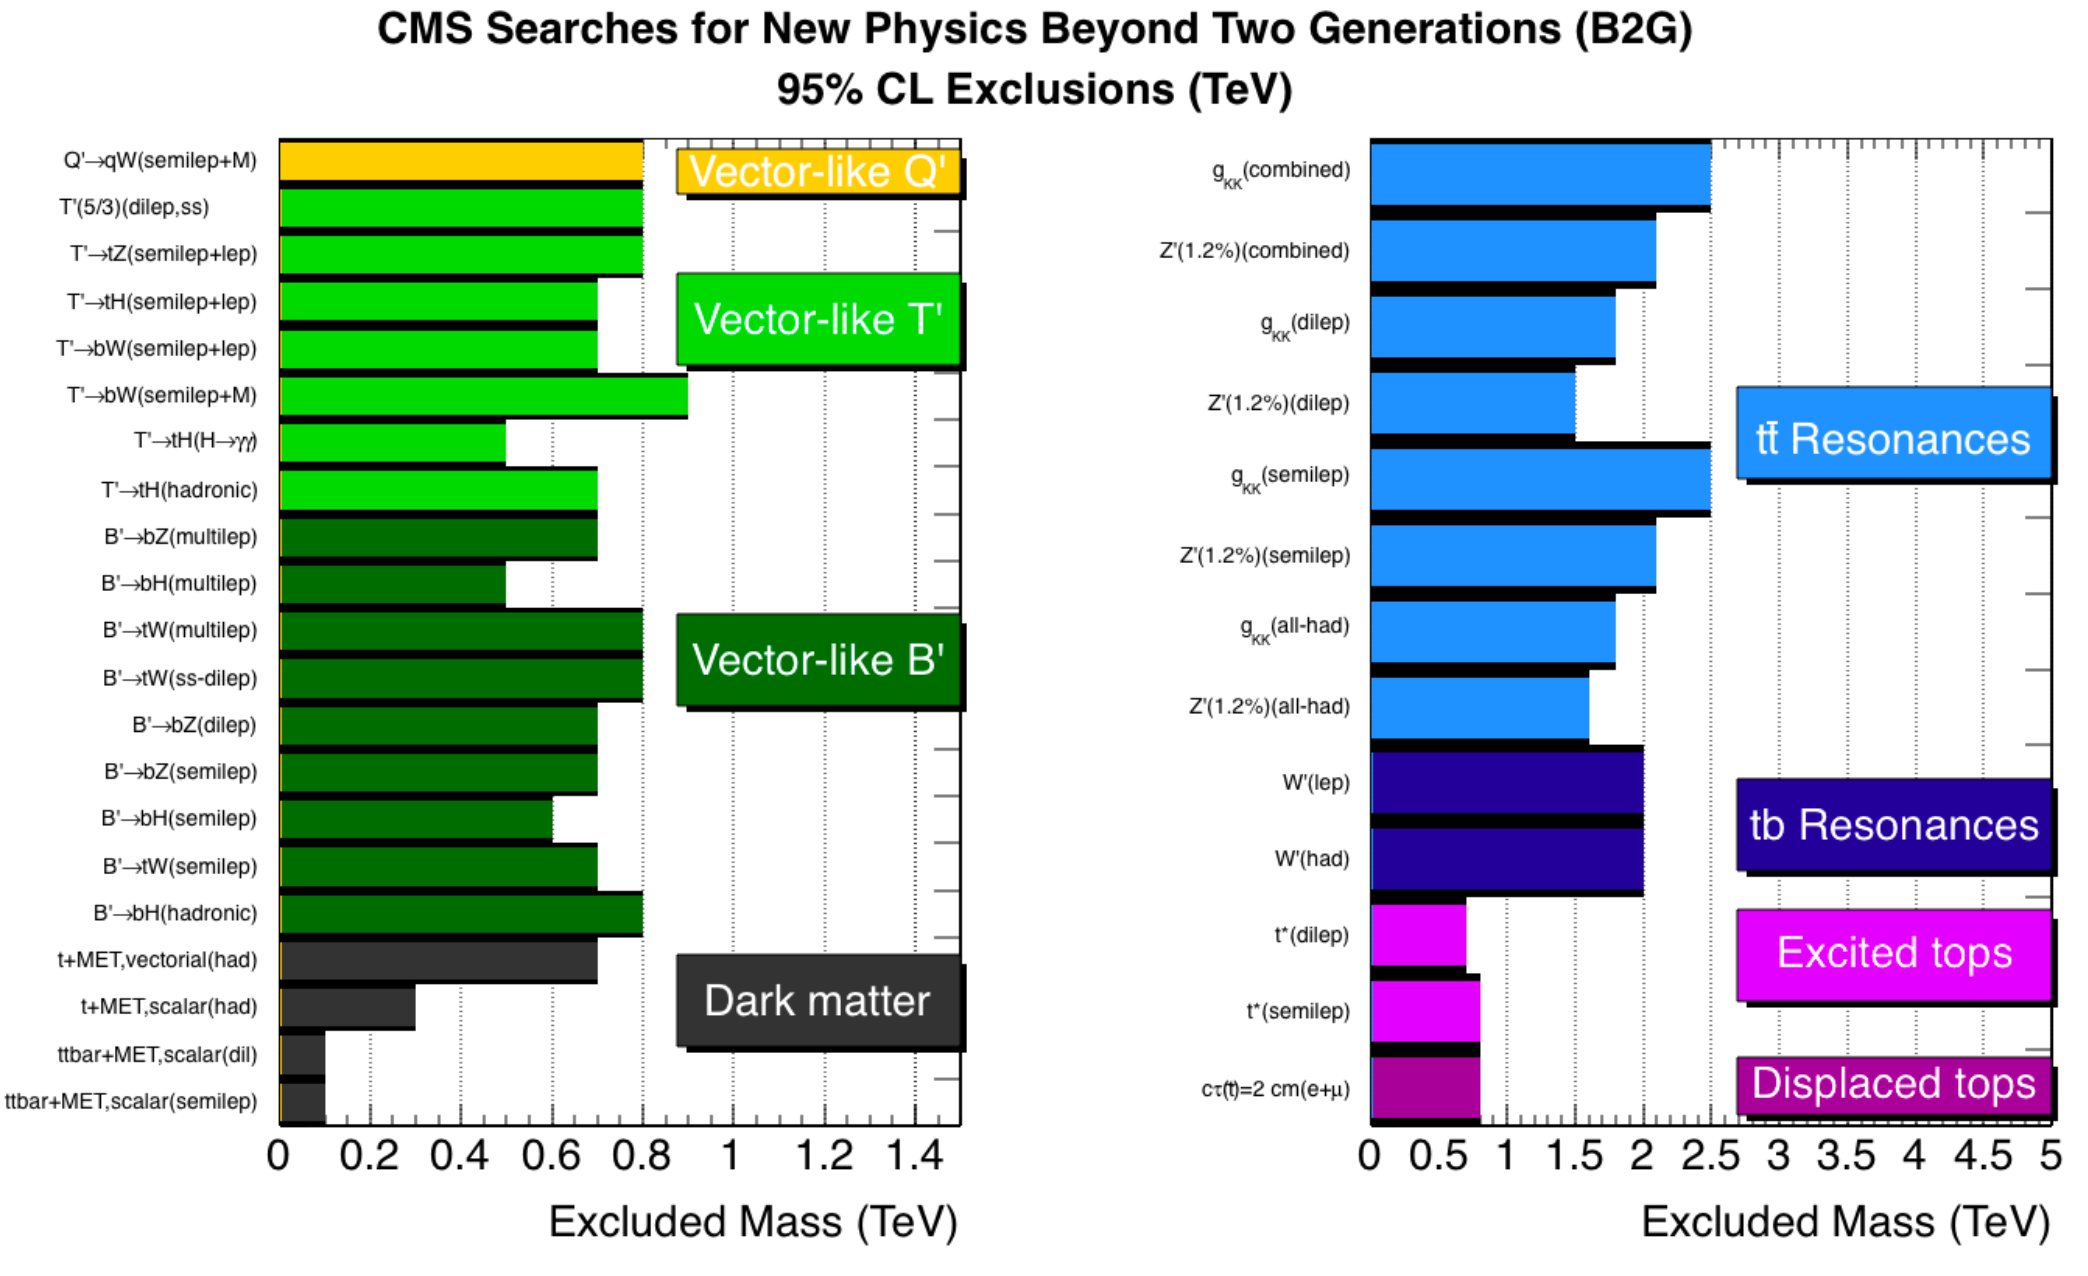 CMS Searches for New Physics Beyond Two Generations (B2G)
95% CL Exclusions (TeV)
Q'→qW(semilep+M)
T'(5/3)(dilep,ss)
T'→tZ(semilep+lep)
T'→tH(semilep+lep)
T'→bW(semilep+lep)
T'→bW(semilep+M)
T'→tH(H→γγ)
T'→tH(hadronic)
B'→bZ(multilep)
B'→bH(multilep)
B'→tW(multilep)
B'→tW(ss-dilep)
B'→bZ(dilep)
B'→bZ(semilep)
B'→bH(semilep)
B'→tW(semilep)
B'→bH(hadronic)
t+MET,vectorial(had)
t+MET,scalar(had)
ttbar+MET,scalar(dil)
ttbar+MET,scalar(semilep)
Vector-like Q'
Vector-like T'
Vector-like B'
Dark matter
0 0.2 0.4 0.6 0.8 1 1.2 1.4
Excluded Mass (TeV)
g_KK(combined)
Z'(1.2%)(combined)
g_KK(dilep)
Z'(1.2%)(dilep)
g_KK(semilep)
Z'(1.2%)(semilep)
g_KK(all-had)
Z'(1.2%)(all-had)
W'(lep)
W'(had)
t*(dilep)
t*(semilep)
=2 cm(e+μ)
tt̄ Resonances
tb Resonances
Excited tops
Displaced tops
0 0.5 1 1.5 2 2.5 3 3.5 4 4.5 5
Excluded Mass (TeV)